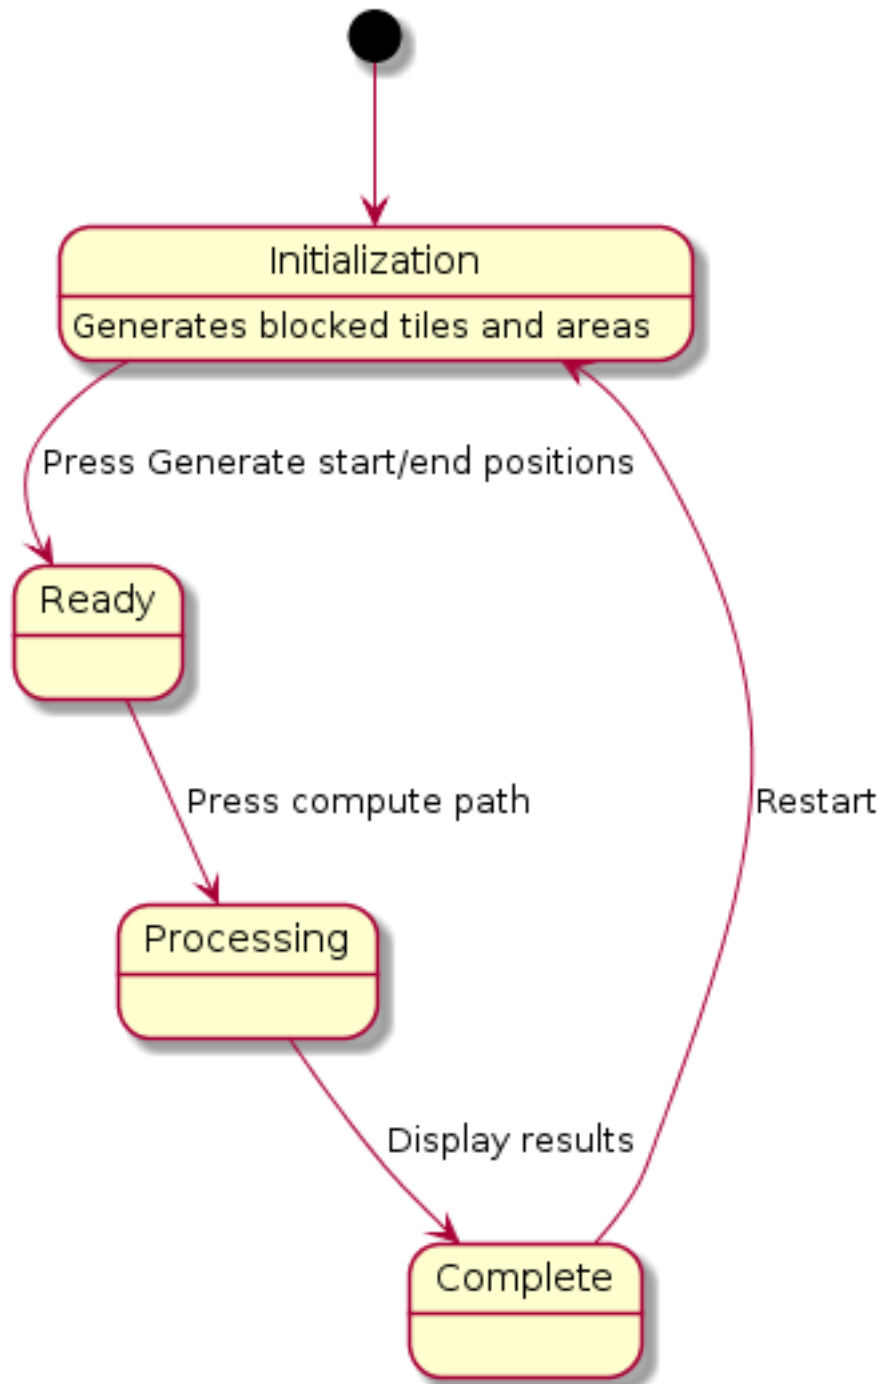 Initialization
Generates blocked tiles and areas
Press Generate start/end positions
Ready
Press compute path
Restart
Processing
Display results
Complete